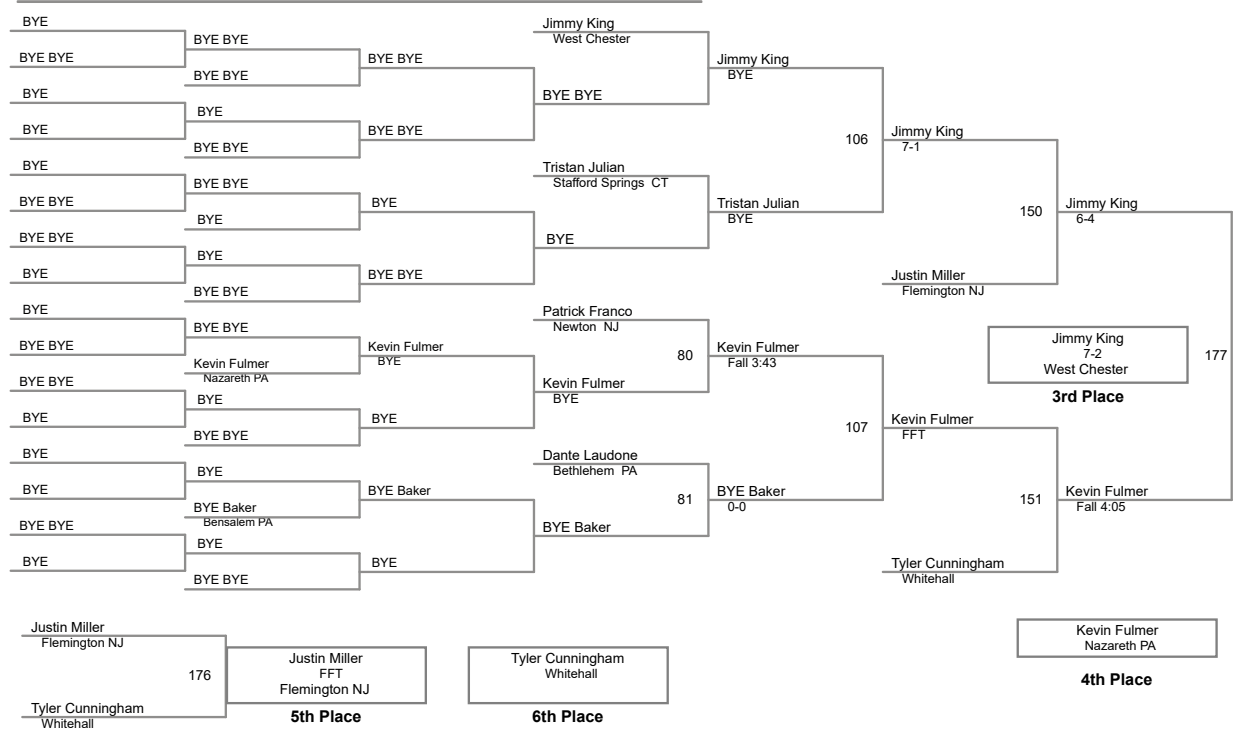 BYE
BYE BYE
BYE
BYE
BYE
BYE BYE
BYE BYE
BYE
BYE
BYE BYE
BYE BYE
BYE
BYE
BYE
BYE BYE
BYE
BYE BYE
BYE BYE
BYE
BYE BYE
BYE BYE
BYE
BYE
BYE BYE
BYE BYE
Kevin Fulmer
Nazareth PA
BYE
BYE BYE
BYE
BYE Baker
Bensalem PA
BYE
BYE BYE
BYE BYE
BYE BYE
BYE
BYE BYE
Kevin Fulmer
BYE
BYE
BYE Baker
BYE
Jimmy King
West Chester
BYE BYE
Tristan Julian
Stafford Springs CT
BYE
Patrick Franco
Newton NJ
80
Kevin Fulmer
BYE
Dante Laudone
Bethlehem PA
81
BYE Baker
Jimmy King
BYE
106
Tristan Julian
BYE
Kevin Fulmer
Fall 3:43
107
BYE Baker
0-0
Jimmy King
7-1
150
Justin Miller
Flemington NJ
Kevin Fulmer
FFT
151
Tyler Cunningham
Whitehall
Jimmy King
6-4
177
Kevin Fulmer
Fall 4:05
Jimmy King
7-2
West Chester
3rd Place
Kevin Fulmer
Nazareth PA
4th Place
Justin Miller
Flemington NJ
176
Tyler Cunningham
Whitehall
Justin Miller
FFT
Flemington NJ
5th Place
Tyler Cunningham
Whitehall
6th Place